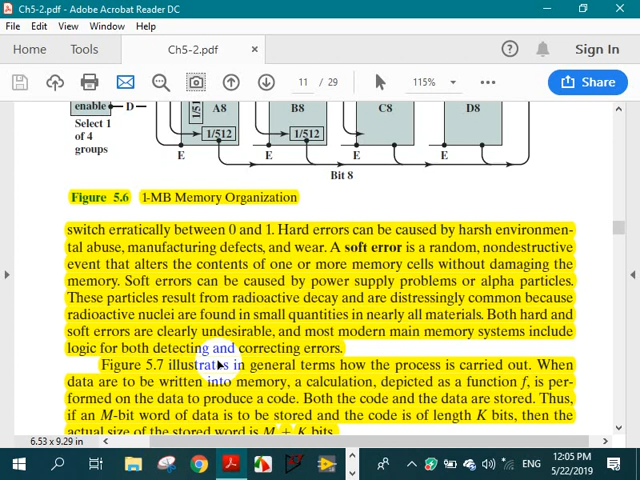 Ch5-2.pdf - Adobe Acrobat Reader DC
File Edit View Window Help
Home Tools Ch5-2.pdf × ? Sign In
11 / 29 115% Share
enable D A8 B8 C8 D8
1/51
Select 1
of 4
groups
1/512 1/512
E E E E
Bit 8
Figure 5.6 1-MB Memory Organization
switch erratically between 0 and 1. Hard errors can be caused by harsh environmen-
tal abuse, manufacturing defects, and wear. A soft error is a random, nondestructive
event that alters the contents of one or more memory cells without damaging the
memory. Soft errors can be caused by power supply problems or alpha particles.
These particles result from radioactive decay and are distressingly common because
radioactive nuclei are found in small quantities in nearly all materials. Both hard and
soft errors are clearly undesirable, and most modern main memory systems include
logic for both detecting and correcting errors.
Figure 5.7 illustrates in general terms how the process is carried out. When
data are to be written into memory, a calculation, depicted as a function f, is per-
formed on the data to produce a code. Both the code and the data are stored. Thus,
if an M-bit word of data is to be stored and the code is of length K bits, then the
actual size of the stored word is M + K bits.
6.53 x 9.29 in
ENG 12:05 PM
5/22/2019